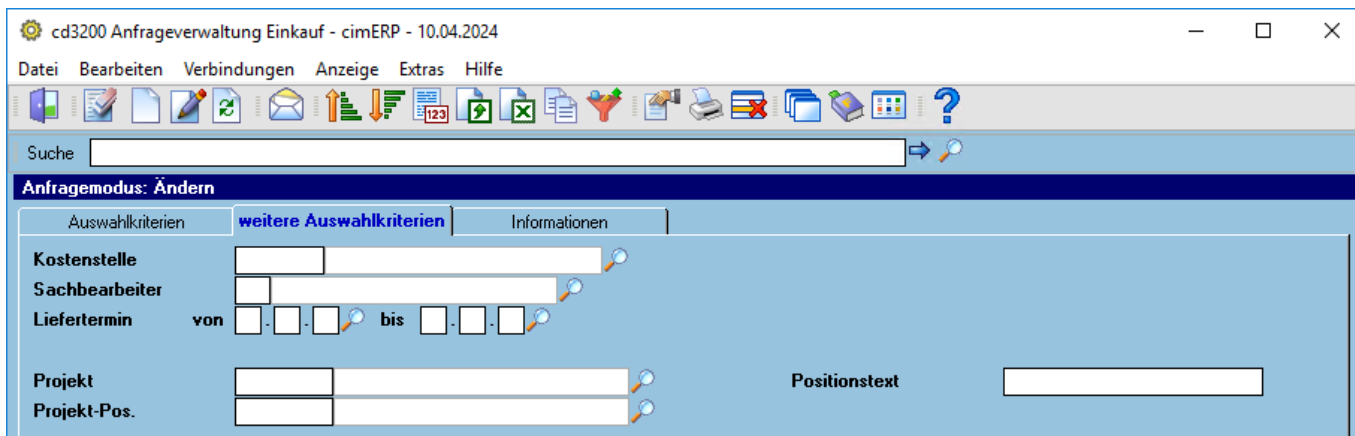 cd3200 Anfrageverwaltung Einkauf - cimERP - 10.04.2024
Datei Bearbeiten Verbindungen Anzeige Extras Hilfe
123
Suche
Anfragemodus: Ändern
Auswahlkriterien weitere Auswahlkriterien Informationen
Kostenstelle
Sachbearbeiter
Liefertermin von . . bis . .
Projekt Positionstext
Projekt-Pos.